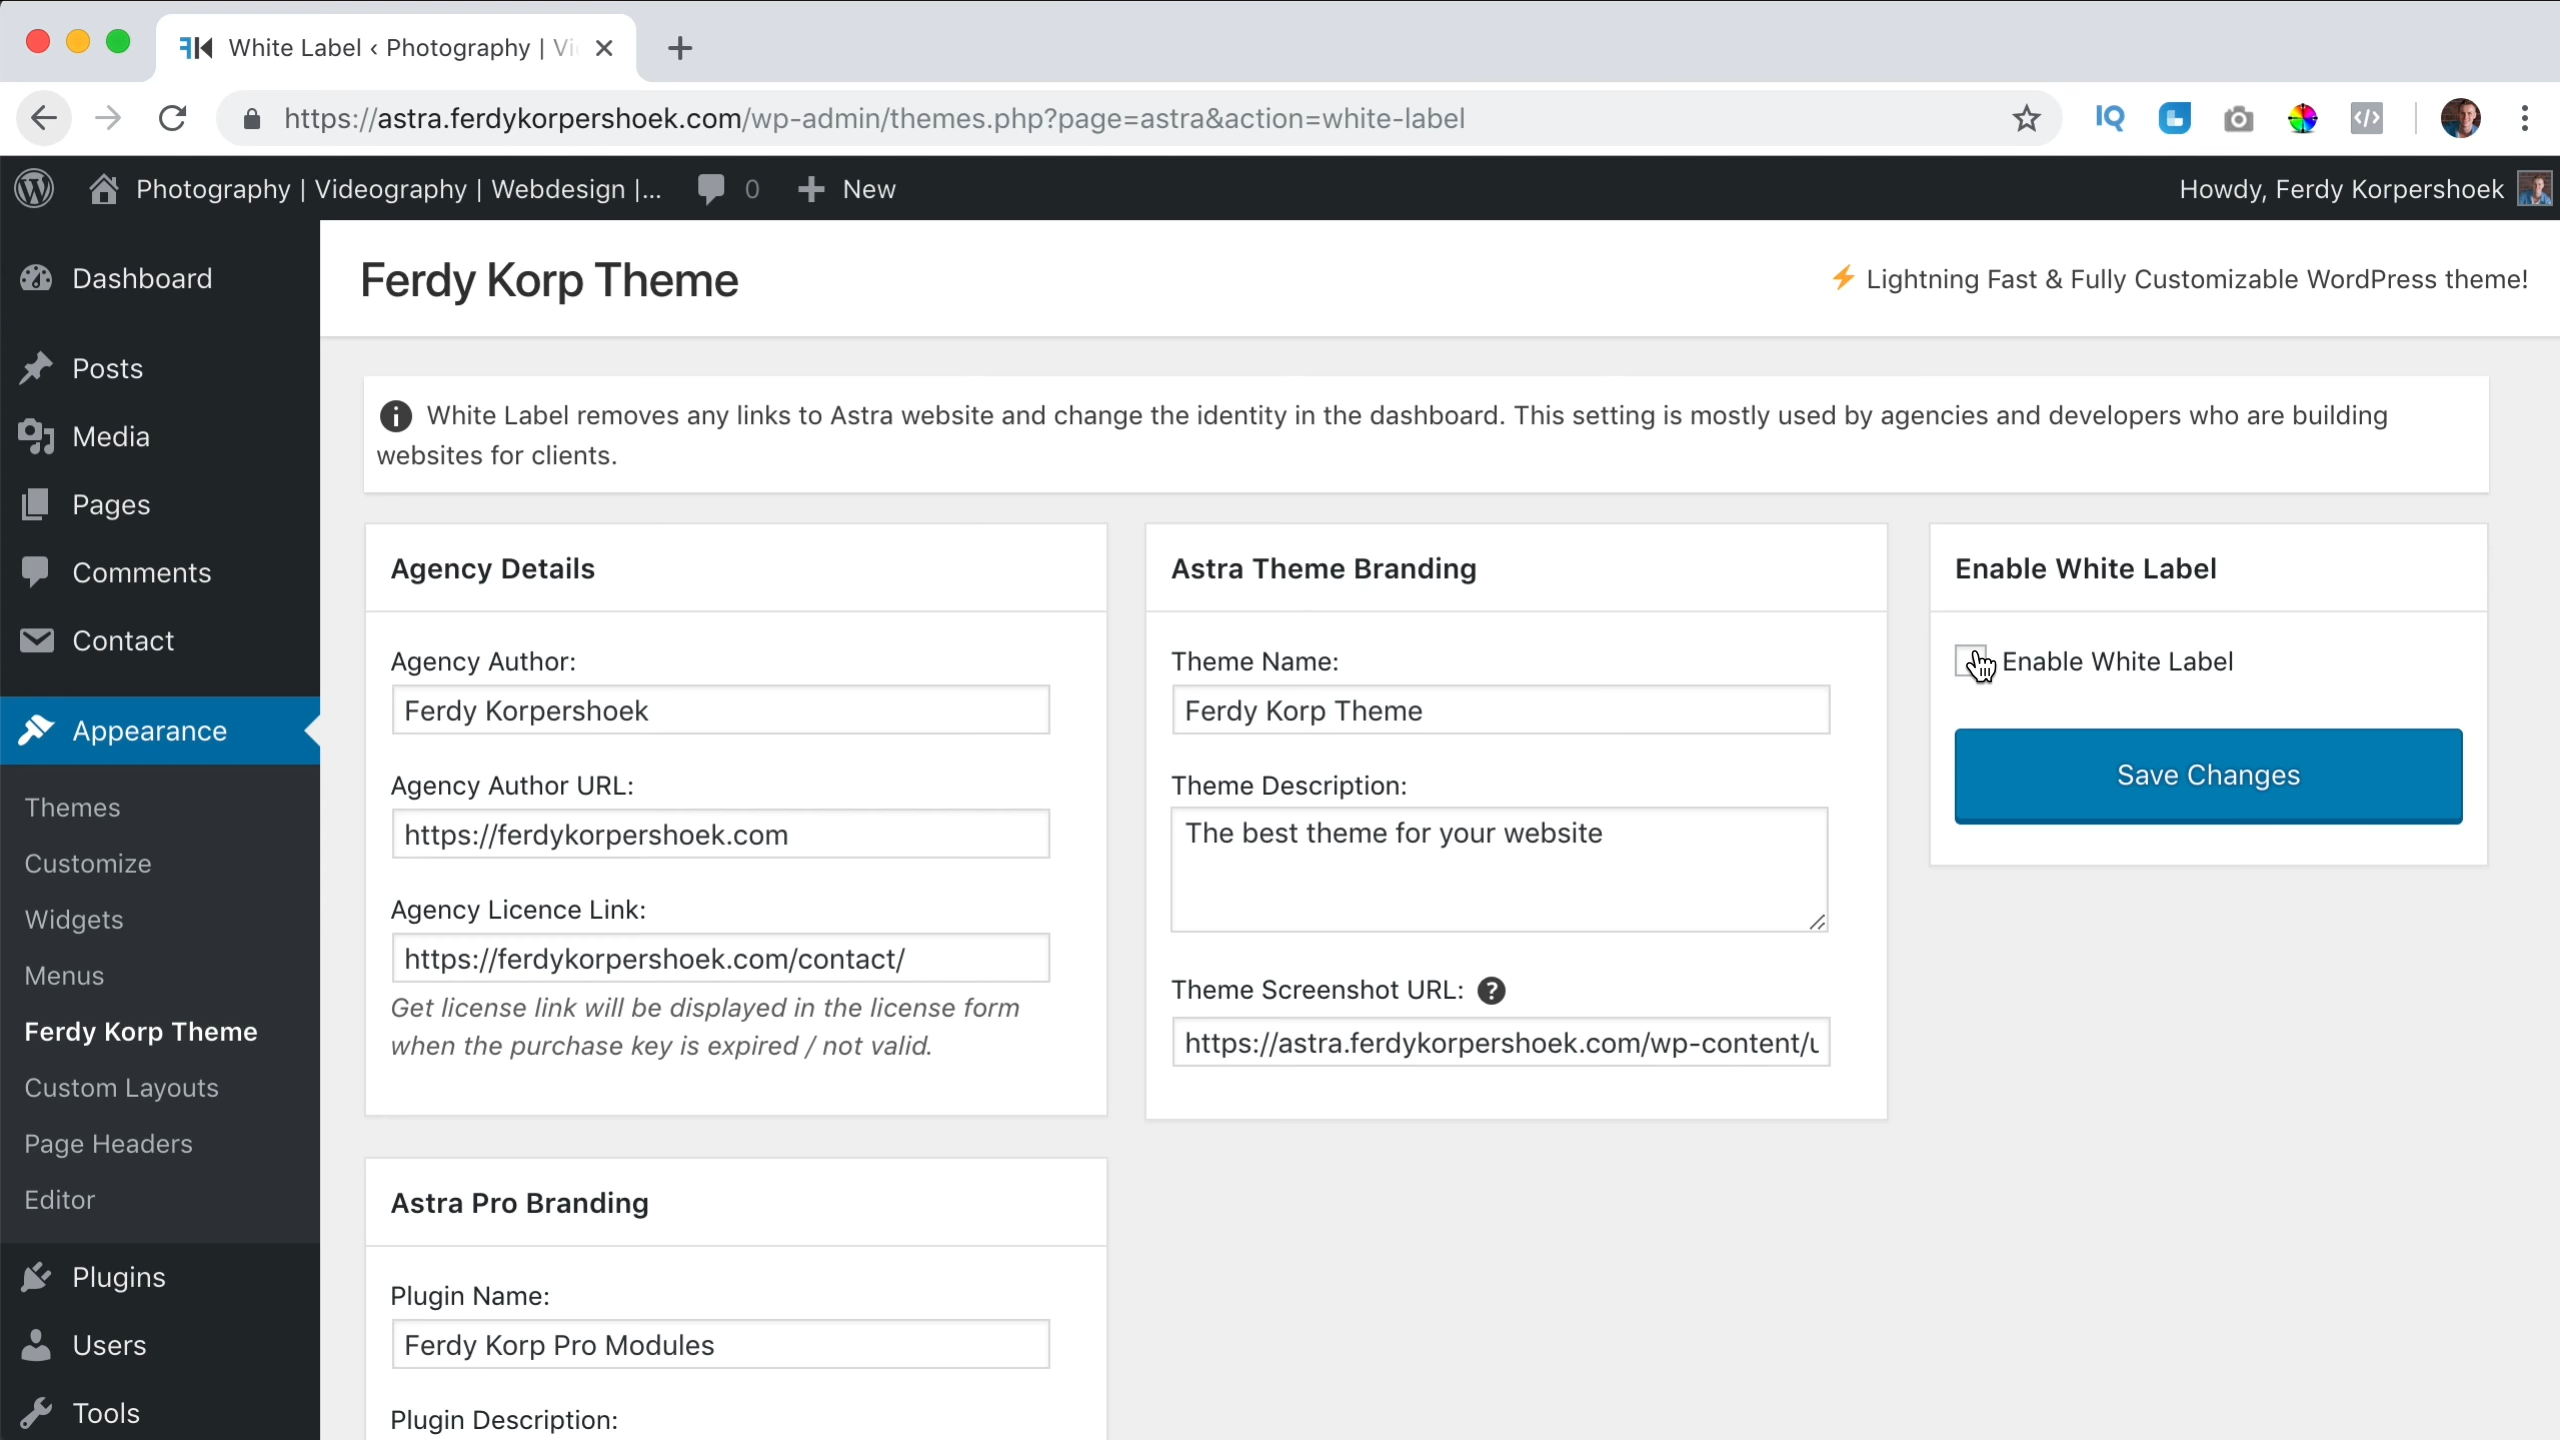 White Label ‹ Photography | Vi
https://astra.ferdykorpershoek.com/wp-admin/themes.php?page=astra&action=white-label
Photography | Videography | Webdesign |... 0 New
Howdy, Ferdy Korpershoek
Dashboard
Posts
Media
Pages
Comments
Contact
Appearance
Themes
Customize
Widgets
Menus
Ferdy Korp Theme
Custom Layouts
Page Headers
Editor
Plugins
Users
Tools
Ferdy Korp Theme
Lightning Fast & Fully Customizable WordPress theme!
White Label removes any links to Astra website and change the identity in the dashboard. This setting is mostly used by agencies and developers who are building
websites for clients.
Agency Details
Agency Author:
Ferdy Korpershoek
Agency Author URL:
https://ferdykorpershoek.com
Agency Licence Link:
https://ferdykorpershoek.com/contact/
Get license link will be displayed in the license form
when the purchase key is expired / not valid.
Astra Theme Branding
Theme Name:
Ferdy Korp Theme
Theme Description:
The best theme for your website
Theme Screenshot URL: ?
https://astra.ferdykorpershoek.com/wp-content/u
Enable White Label
Enable White Label
Save Changes
Astra Pro Branding
Plugin Name:
Ferdy Korp Pro Modules
Plugin Description: